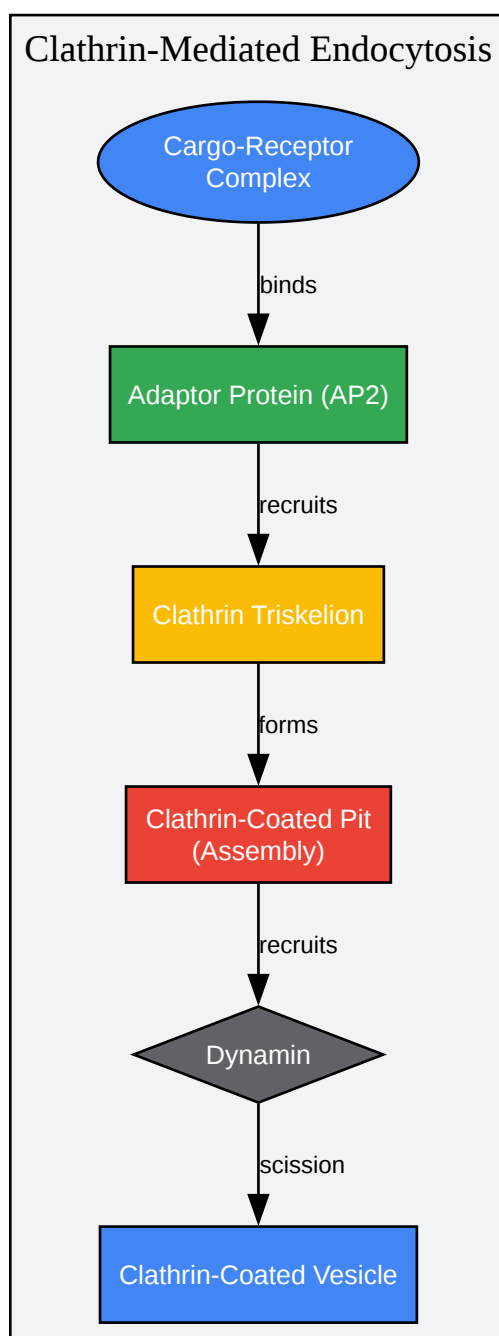 Clathrin-Mediated Endocytosis
Cargo-Receptor
Complex
binds
Adaptor Protein (AP2)
recruits
Clathrin Triskelion
forms
Clathrin-Coated Pit
(Assembly)
recruits
Dynamin
scission
Clathrin-Coated Vesicle